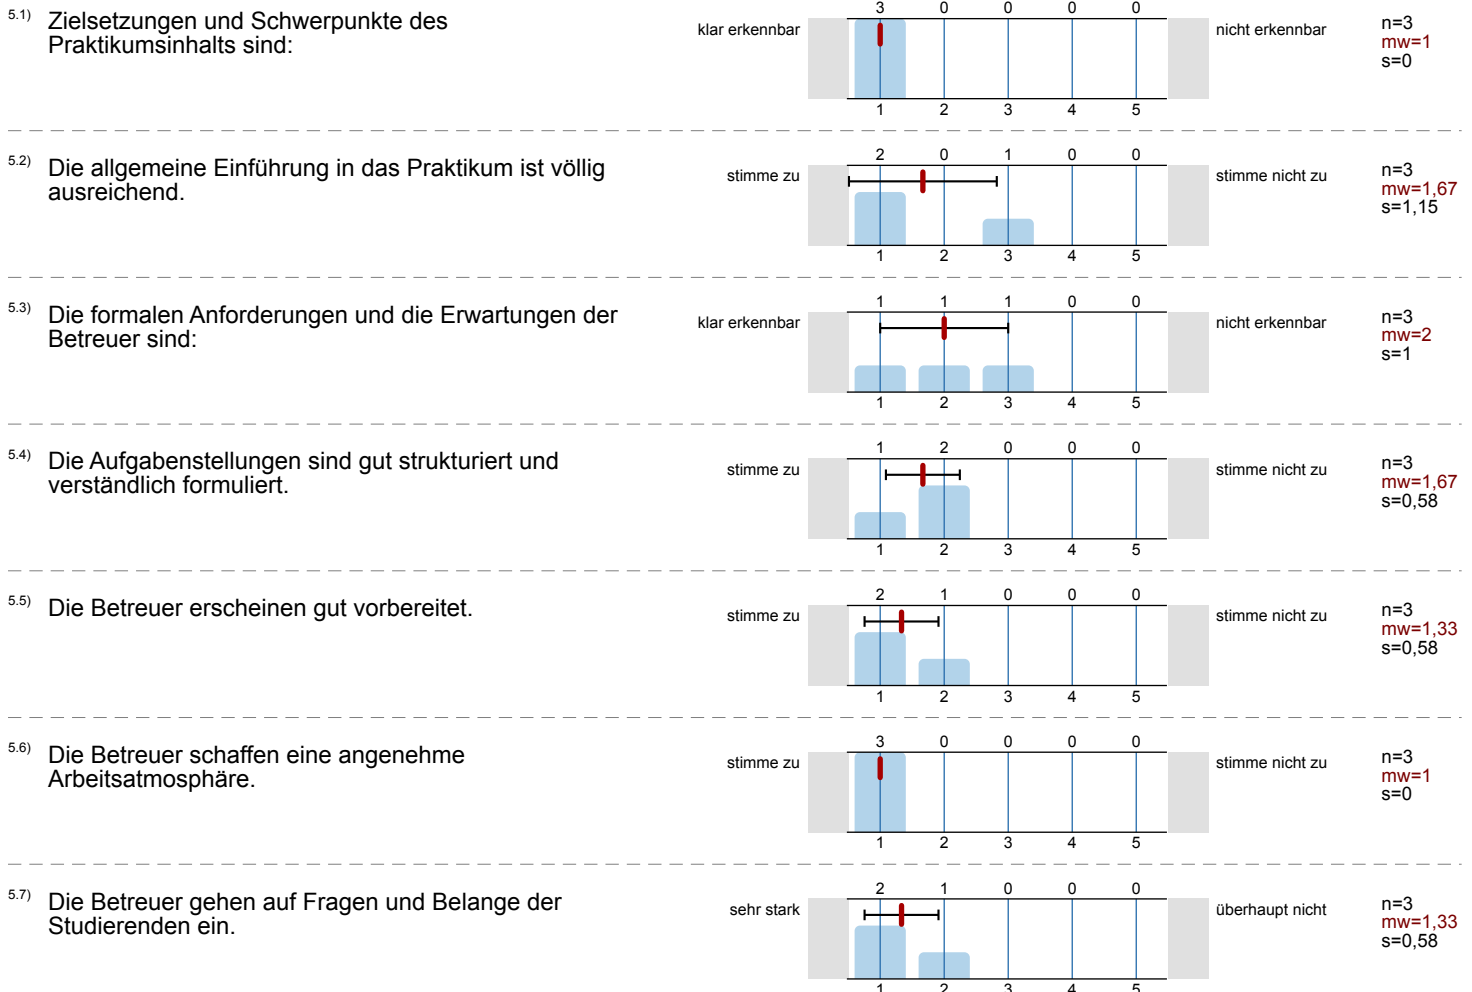 5.1) Zielsetzungen und Schwerpunkte des
Praktikumsinhalts sind:
3 0 0 0 0
klar erkennbar nicht erkennbar
1 2 3 4 5
n=3
mw=1
s=0
5.2) Die allgemeine Einführung in das Praktikum ist völlig
ausreichend.
2 0 1 0 0
stimme zu stimme nicht zu
1 2 3 4 5
n=3
mw=1,67
s=1,15
5.3) Die formalen Anforderungen und die Erwartungen der
Betreuer sind:
1 1 1 0 0
klar erkennbar nicht erkennbar
1 2 3 4 5
n=3
mw=2
s=1
5.4) Die Aufgabenstellungen sind gut strukturiert und
verständlich formuliert.
1 2 0 0 0
stimme zu stimme nicht zu
1 2 3 4 5
n=3
mw=1,67
s=0,58
5.5) Die Betreuer erscheinen gut vorbereitet.
2 1 0 0 0
stimme zu stimme nicht zu
1 2 3 4 5
n=3
mw=1,33
s=0,58
5.6) Die Betreuer schaffen eine angenehme
Arbeitsatmosphäre.
3 0 0 0 0
stimme zu stimme nicht zu
1 2 3 4 5
n=3
mw=1
s=0
5.7) Die Betreuer gehen auf Fragen und Belange der
Studierenden ein.
2 1 0 0 0
sehr stark überhaupt nicht
1 2 3 4 5
n=3
mw=1,33
s=0,58